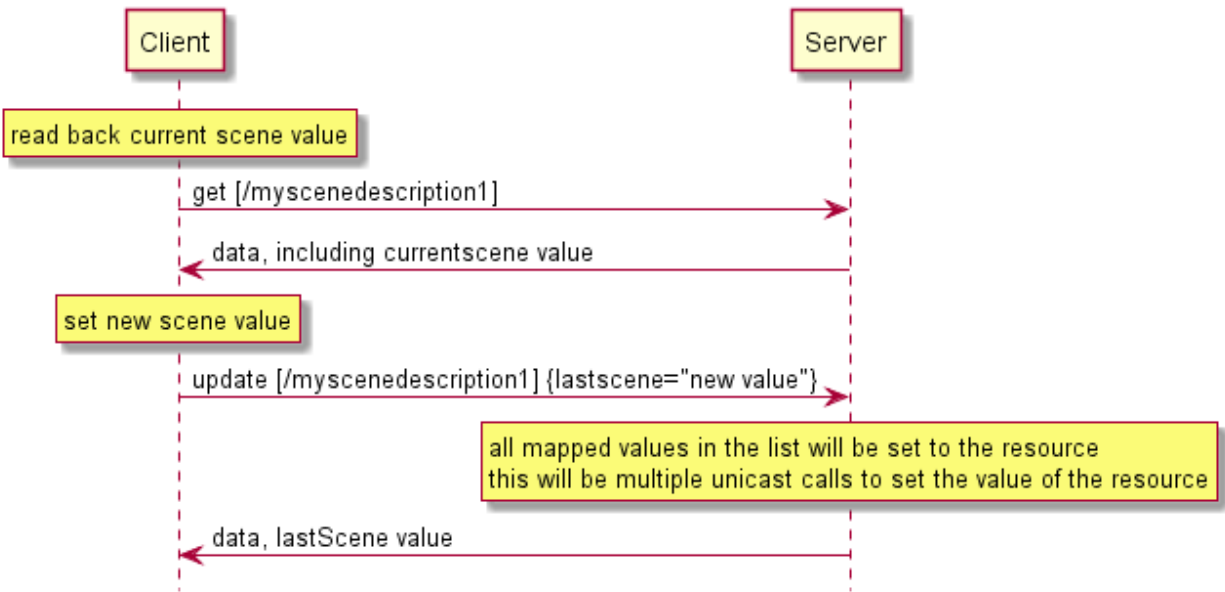 Client
Server
read back current scene value
get [/myscenedescription1]
data, including currentscene value
set new scene value
update [/myscenedescription1] {lastscene="new value"}
all mapped values in the list will be set to the resource
this will be multiple unicast calls to set the value of the resource
data, lastScene value